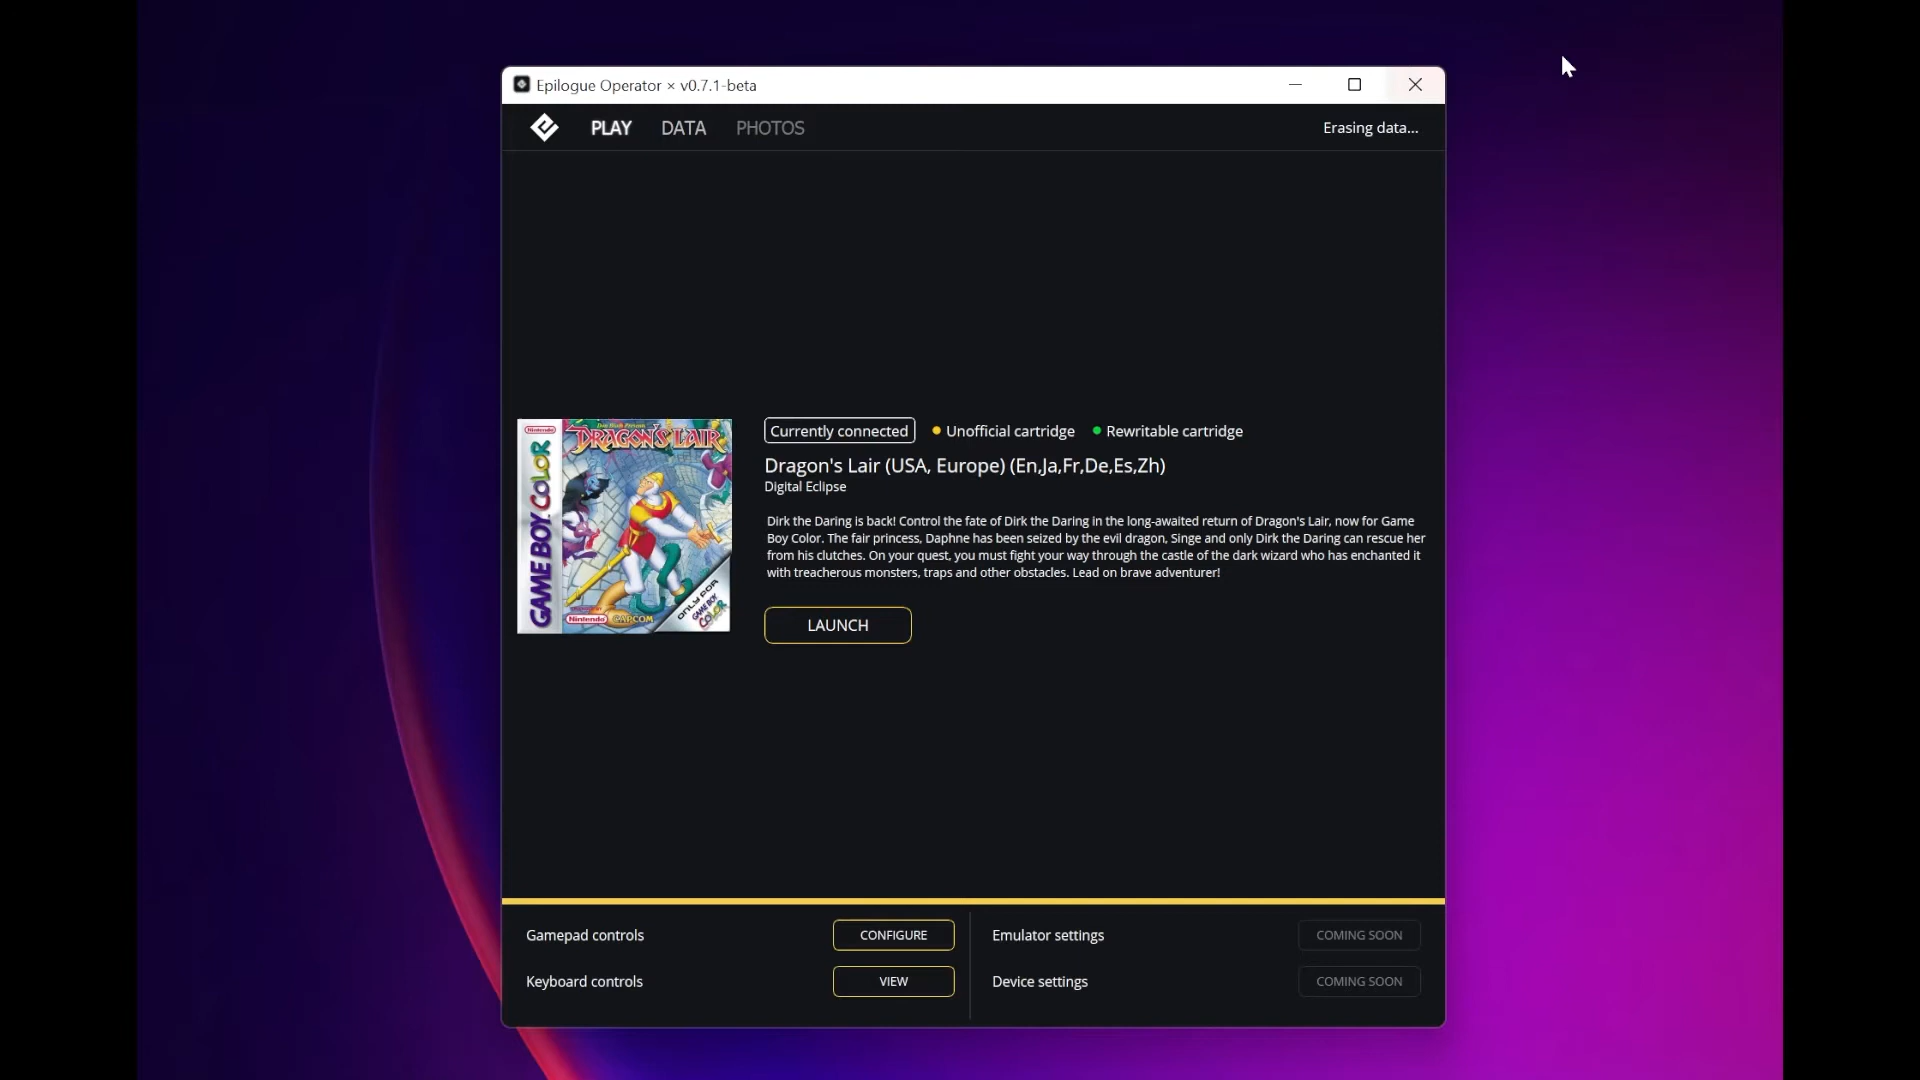 Epilogue Operator × v0.7.1-beta
PLAY DATA PHOTOS Erasing data...
Currently connected Unofficial cartridge Rewritable cartridge
Dragon's Lair (USA, Europe) (En,Ja,Fr,De,Es,Zh)
Digital Eclipse
Dirk the Daring is back! Control the fate of Dirk the Daring in the long-awaited return of Dragon's Lair, now for Game
Boy Color. The fair princess, Daphne has been seized by the evil dragon, Singe and only Dirk the Daring can rescue her
from his clutches. On your quest, you must fight your way through the castle of the dark wizard who has enchanted it
with treacherous monsters, traps and other obstacles. Lead on brave adventurer!
LAUNCH
Nintendo
GAME BOY COLOR
DRAGON'S LAIR
ONLY FOR
GAME BOY
COLOR
Nintendo CAPCOM
Gamepad controls CONFIGURE
Keyboard controls VIEW
Emulator settings COMING SOON
Device settings COMING SOON